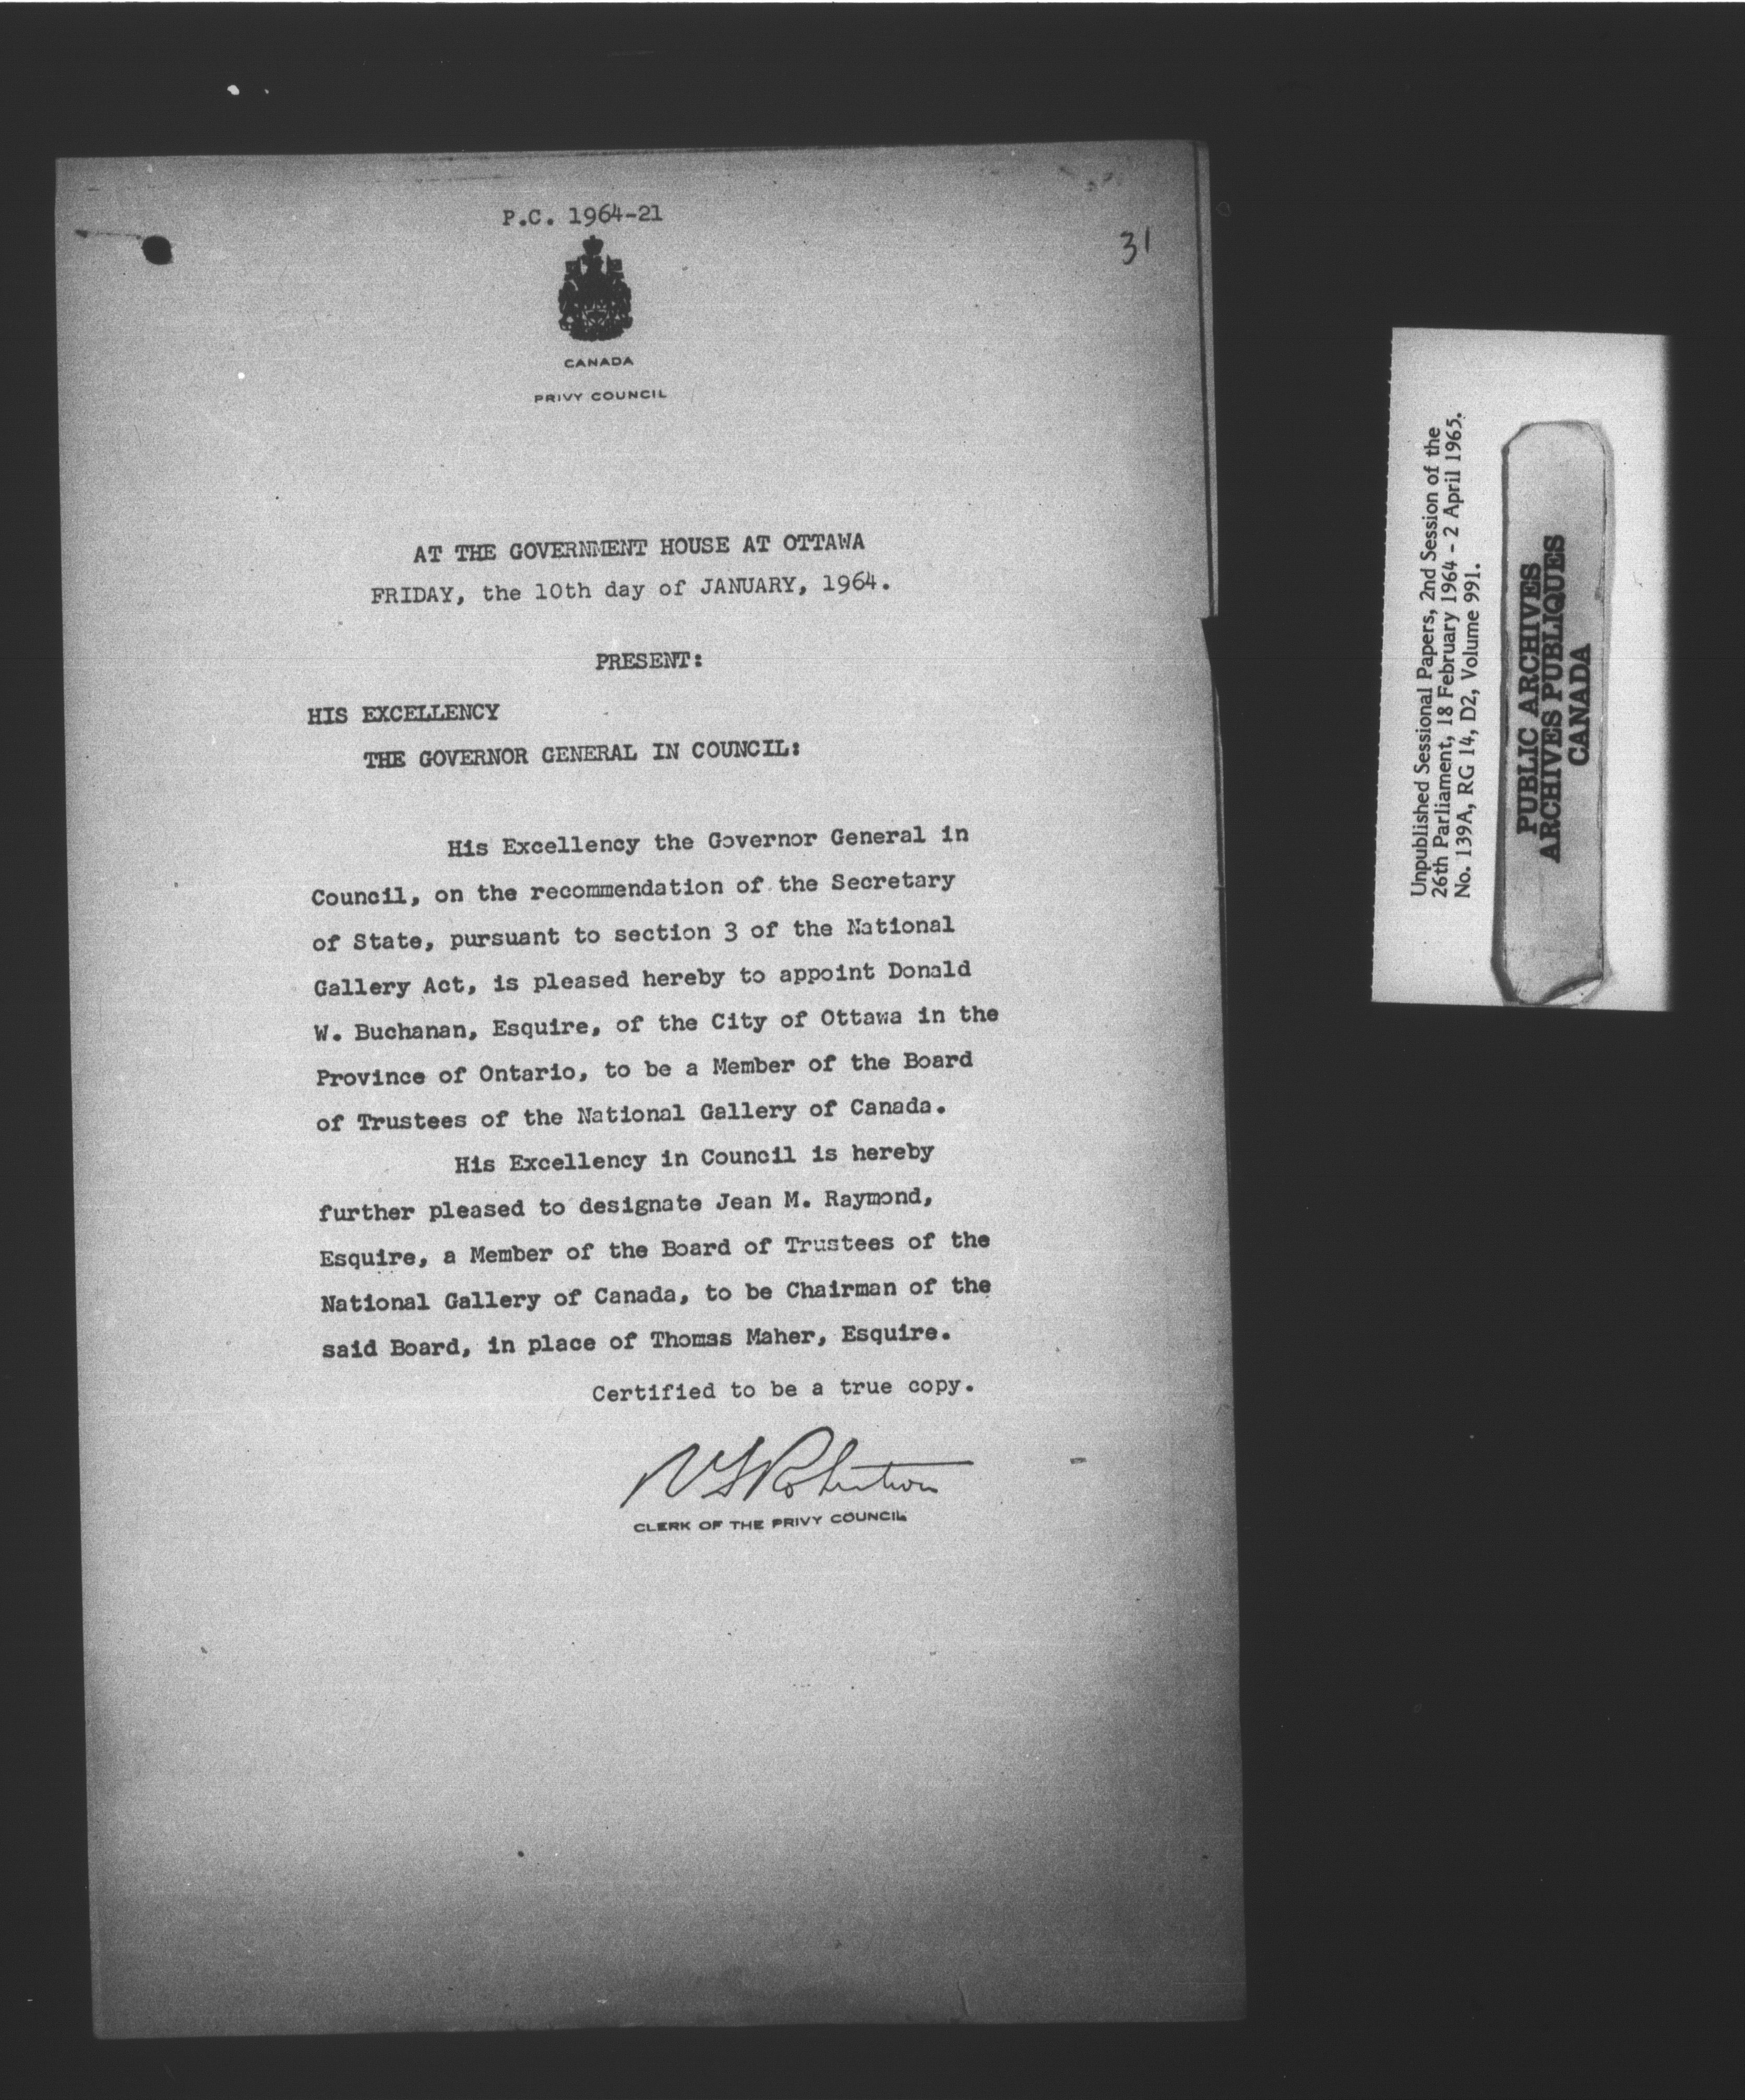 P.C. 1964-21
31
CANADA
PRIVY COUNCIL
AT THE GOVERNMENT HOUSE AT OTTAWA
FRIDAY, the 10th day of JANUARY, 1964.
PRESENT:
HIS EXCELLENCY
THE GOVERNOR GENERAL IN COUNCIL:
His Excellency the Governor General in
Council, on the recommendation of the Secretary
of State, pursuant to section 3 of the National
Gallery Act, is pleased hereby to appoint Donald
W. Buchanan, Esquire, of the City of Ottawa in the
Province of Ontario, to be a Member of the Board
of Trustees of the National Gallery of Canada.
His Excellency in Council is hereby
further pleased to designate Jean M. Raymond,
Esquire, a Member of the Board of Trustees of the
National Gallery of Canada, to be Chairman of the
said Board, in place of Thomas Maher, Esquire.
Certified to be a true copy.
CLERK OF THE PRIVY COUNCIL
Unpublished Sessional Papers, 2nd Session of the
26th Parliament, 18 February 1964 - 2 April 1965.
No. 139A, RG 14, D2, Volume 991.
PUBLIC ARCHIVES
ARCHIVES PUBLIQUES
CANADA